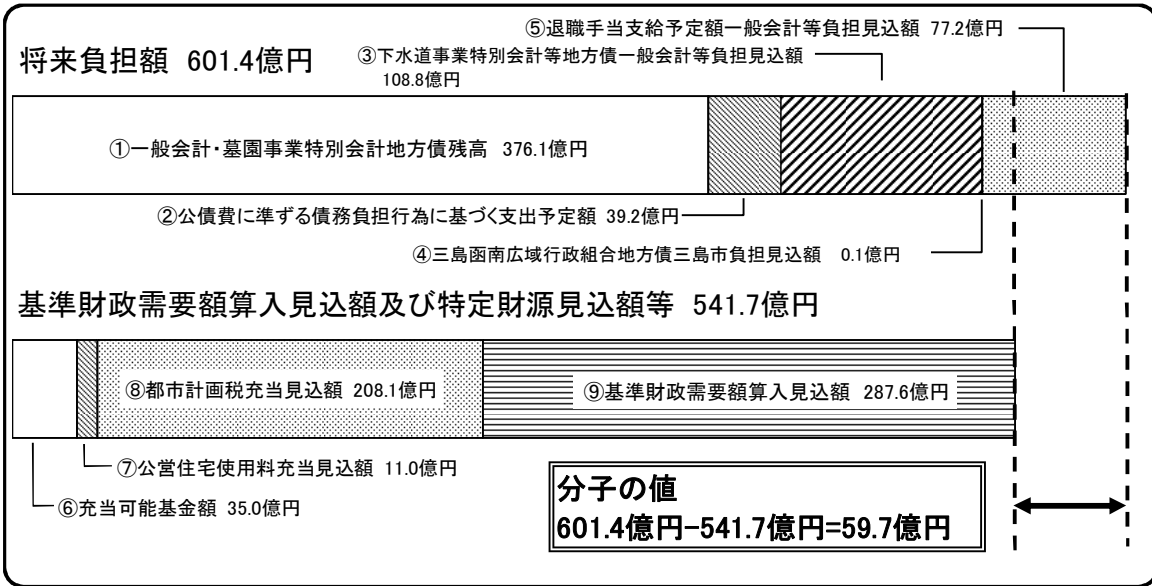 ⑤退職手当支給予定額一般会計等負担見込額 77.2億円
将来負担額 601.4億円
③下水道事業特別会計等地方債一般会計等負担見込額
108.8億円
①一般会計・墓園事業特別会計地方債残高 376.1億円
②公債費に準ずる債務負担行為に基づく支出予定額 39.2億円
④三島函南広域行政組合地方債三島市負担見込額 0.1億円
基準財政需要額算入見込額及び特定財源見込額等 541.7億円
⑧都市計画税充当見込額 208.1億円
⑨基準財政需要額算入見込額 287.6億円
⑦公営住宅使用料充当見込額 11.0億円
⑥充当可能基金額 35.0億円
分子の値
601.4億円-541.7億円=59.7億円